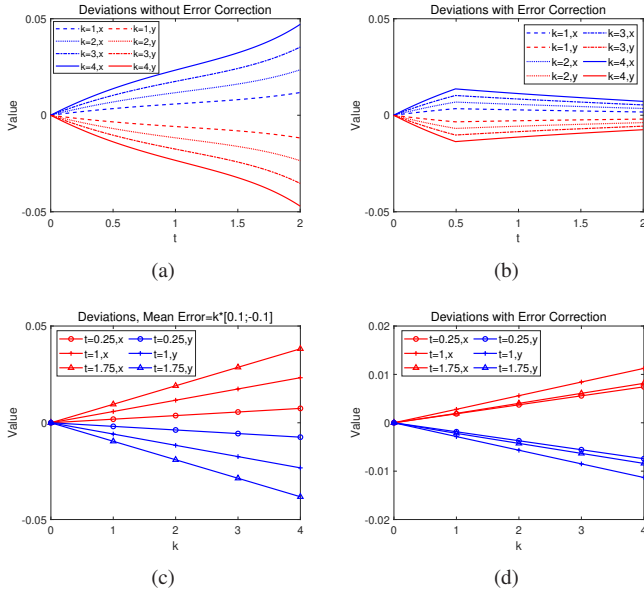 Deviations without Error Correction
0.05
0
-0.05
Value
k=1,x
k=2,x
k=3,x
k=4,x
k=1,y
k=2,y
k=3,y
k=4,y
0
0.5
1
1.5
2
t
(a)
Deviations with Error Correction
0.05
0
-0.05
Value
k=1,x
k=1,y
k=2,x
k=2,y
k=3,x
k=3,y
k=4,x
k=4,y
0
0.5
1
1.5
2
t
(b)
Deviations, Mean Error=k*[0.1;-0.1]
0.05
0
-0.05
Value
t=0.25,x
t=1,x
t=1.75,x
t=0.25,y
t=1,y
t=1.75,y
0
1
2
3
4
k
(c)
Deviations with Error Correction
0.02
0.01
0
-0.01
-0.02
Value
t=0.25,x
t=1,x
t=1.75,x
t=0.25,y
t=1,y
t=1.75,y
0
1
2
3
4
k
(d)